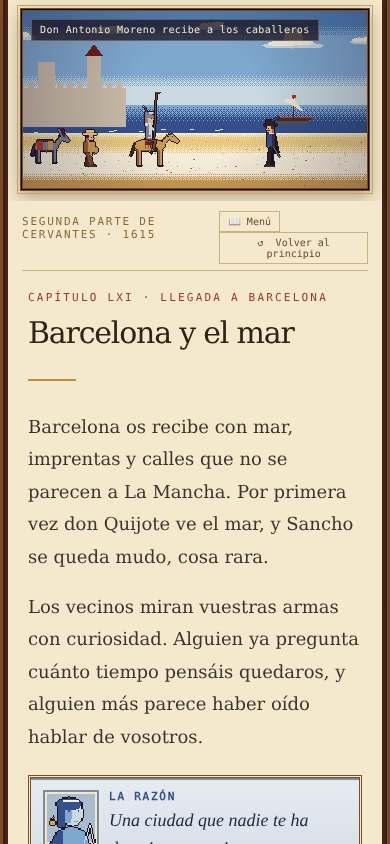 Don Antonio Moreno recibe a los caballeros
SEGUNDA PARTE DE
CERVANTES · 1615
📖 Menú
↺ Volver al
principio
CAPÍTULO LXI · LLEGADA A BARCELONA
Barcelona y el mar
Barcelona os recibe con mar,
imprentas y calles que no se
parecen a La Mancha. Por primera
vez don Quijote ve el mar, y Sancho
se queda mudo, cosa rara.
Los vecinos miran vuestras armas
con curiosidad. Alguien ya pregunta
cuánto tiempo pensáis quedaros, y
alguien más parece haber oído
hablar de vosotros.
LA RAZÓN
Una ciudad que nadie te ha